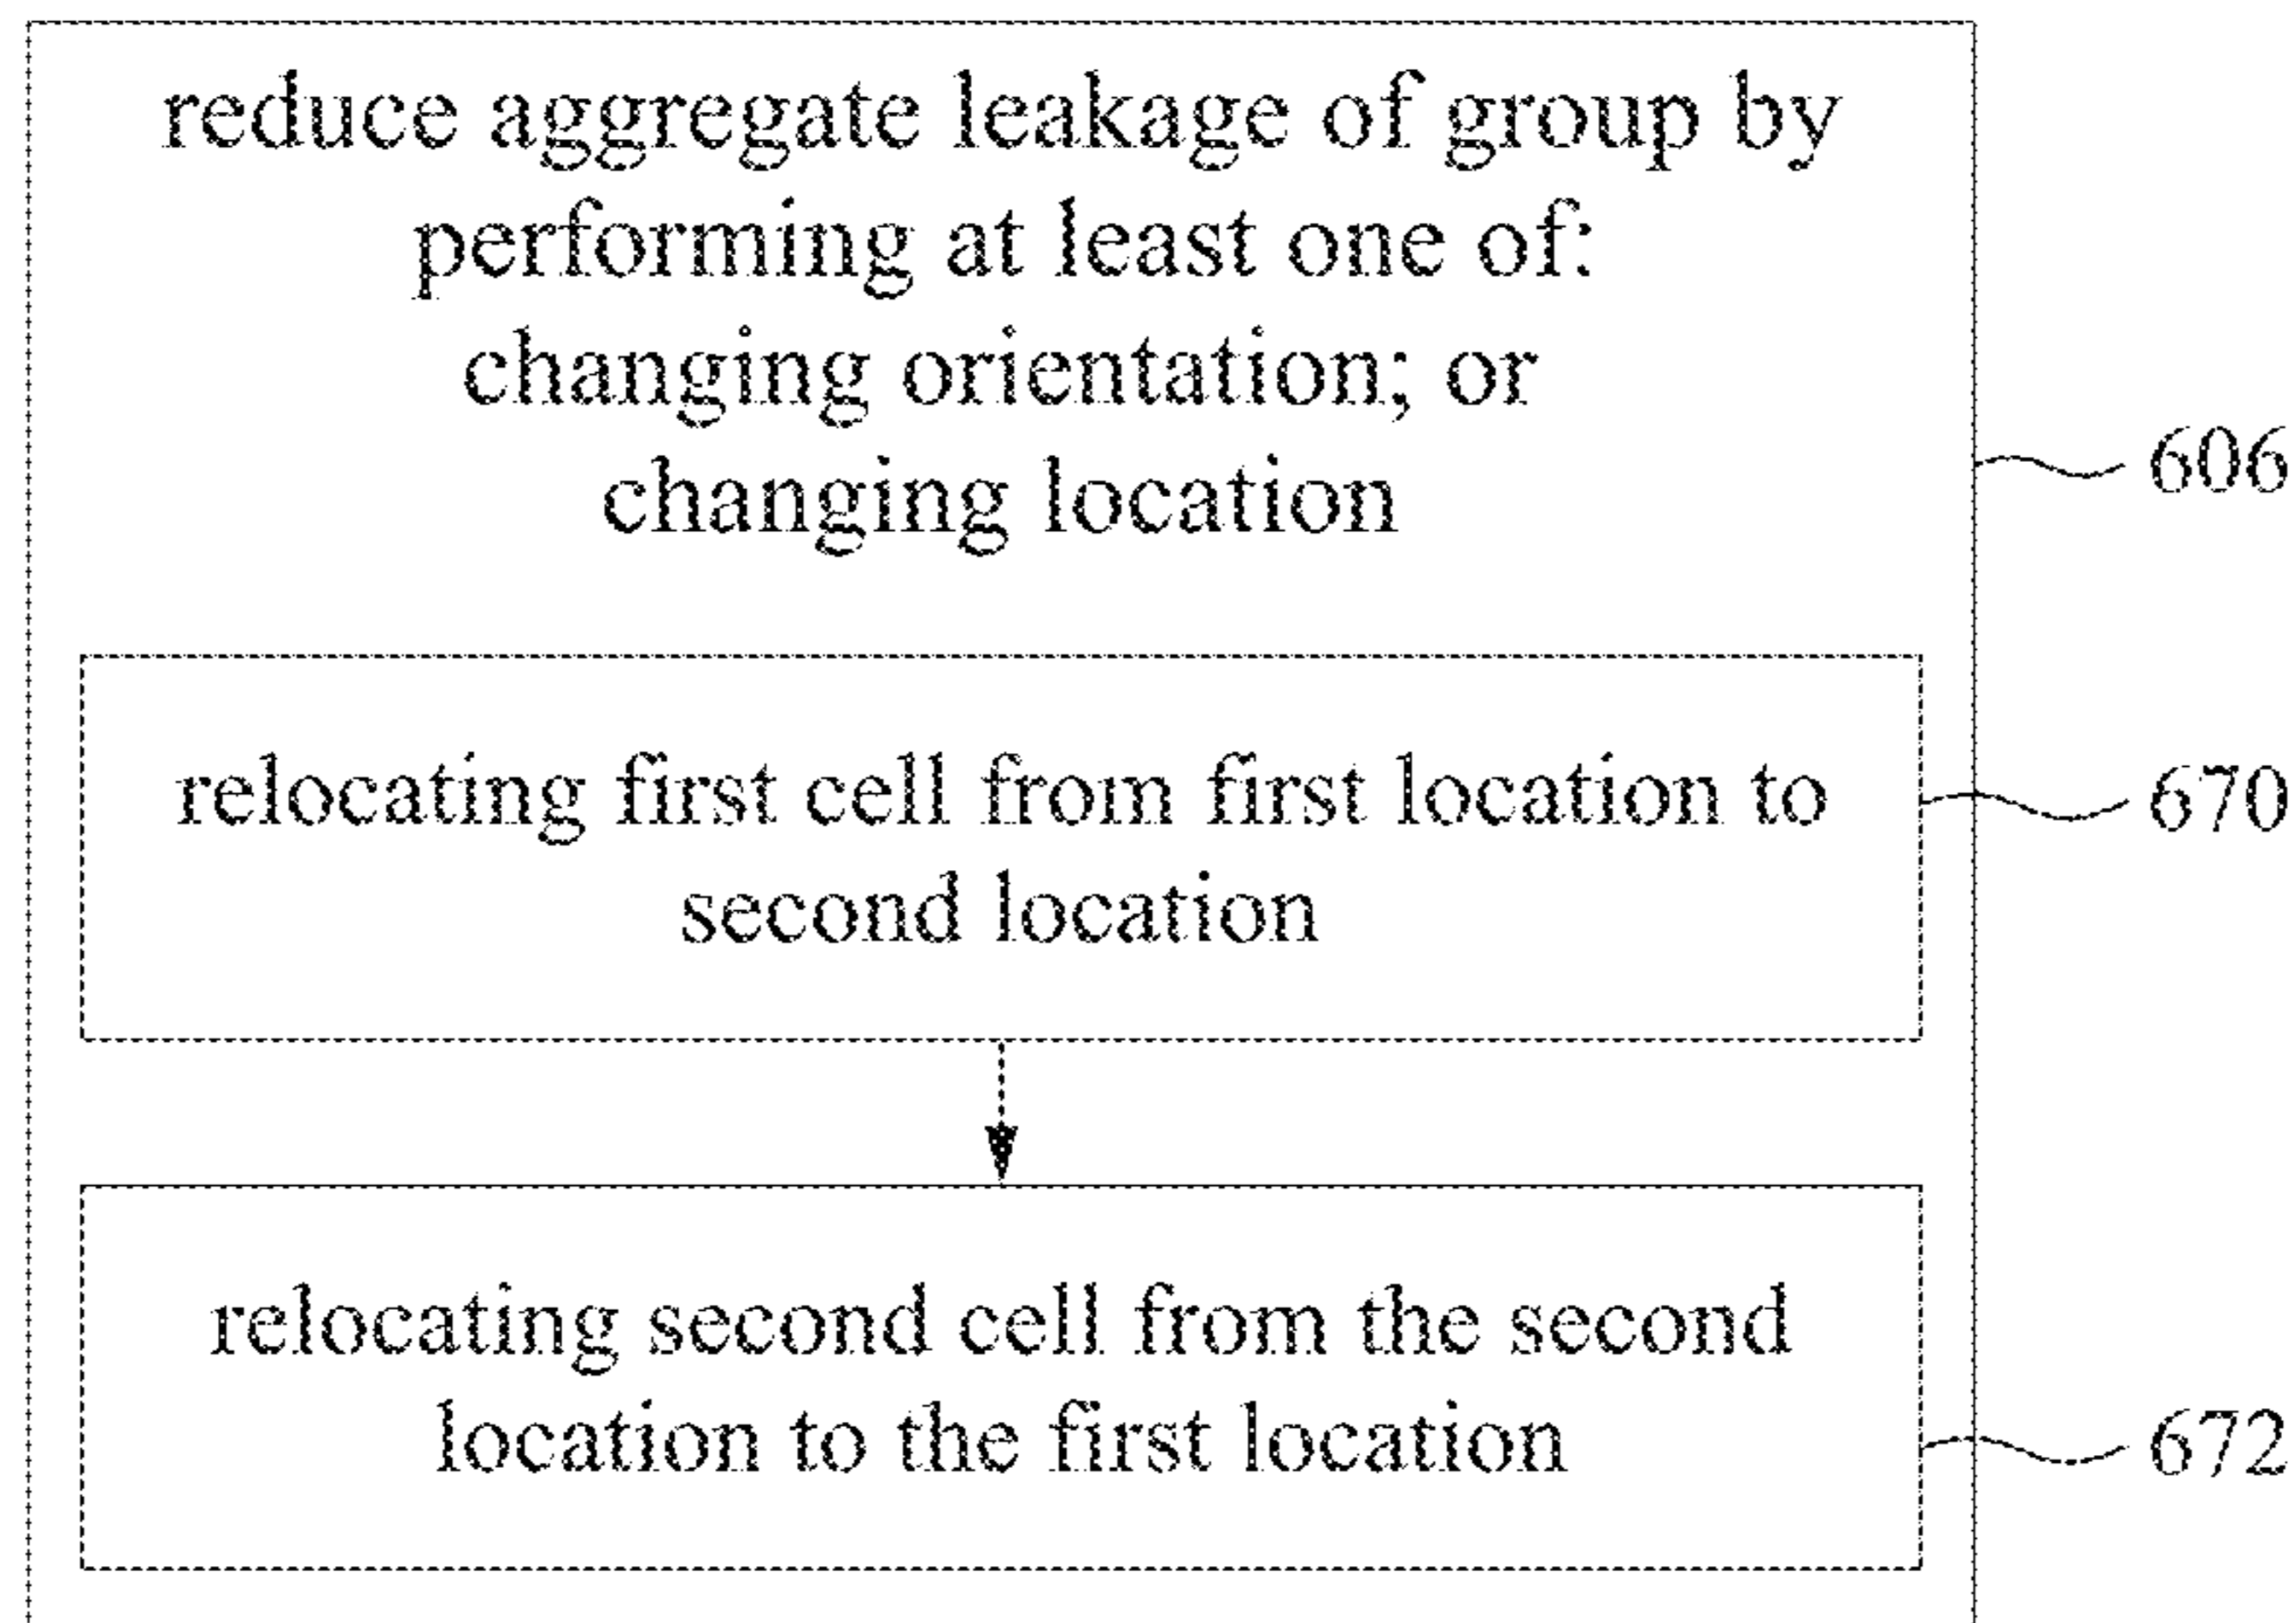 reduce aggregate leakage of group by
performing at least one of:
changing orientation; or
changing location
606
relocating first cell from first location to
second location
670
relocating second cell from the second
location to the first location
672